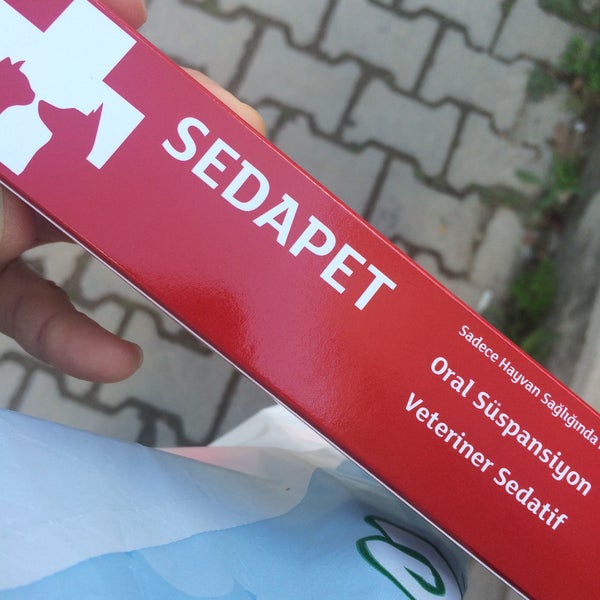 SEDAPET
Sadece Hayvan Sağlığında
Oral Süspansiyon
Veteriner Sedatif